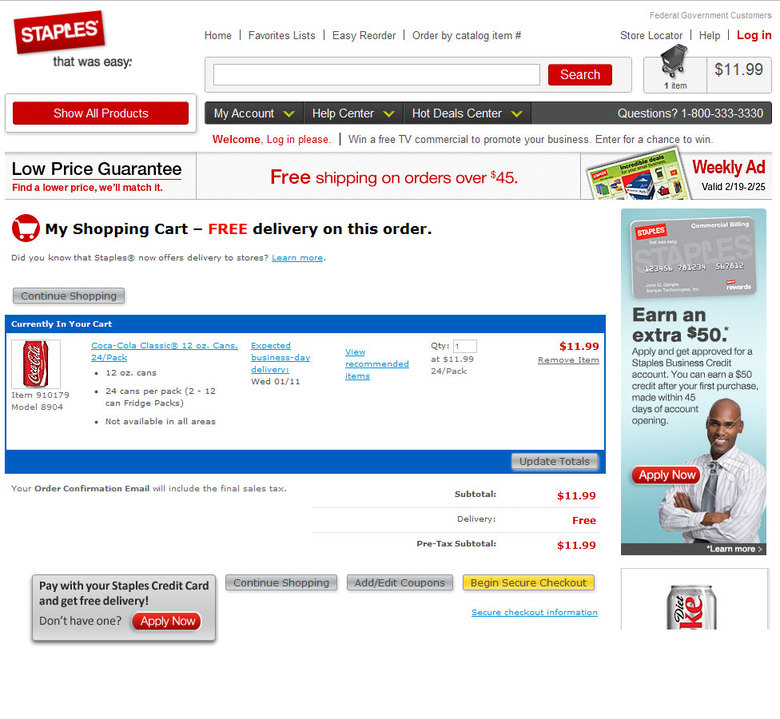 Federal Government Customers
STAPLES
that was easy:
Home | Favorites Lists | Easy Reorder | Order by catalog item #
Store Locator | Help | Log in
Search
1 item
$11.99
Show All Products
My Account
Help Center
Hot Deals Center
Questions? 1-800-333-3330
Welcome, Log in please. | Win a free TV commercial to promote your business. Enter for a chance to win.
Low Price Guarantee
Find a lower price, we'll match it.
Free shipping on orders over $45.
Incredible deals
Weekly Ad
Valid 2/19-2/25
My Shopping Cart – FREE delivery on this order.
Did you know that Staples® now offers delivery to stores? Learn more.
Continue Shopping
Currently In Your Cart
Coca-Cola
Item 910179
Model 8904
Coca-Cola Classic® 12 oz. Cans,
24/Pack
• 12 oz. cans
• 24 cans per pack (2 - 12
can Fridge Packs)
• Not available in all areas
Expected
business-day
delivery:
Wed 01/11
View
recommended
items
Qty: 1
at $11.99
24/Pack
$11.99
Remove Item
Update Totals
Your Order Confirmation Email will include the final sales tax.
Subtotal: $11.99
Delivery: Free
Pre-Tax Subtotal: $11.99
Pay with your Staples Credit Card
and get free delivery!
Don't have one? Apply Now
Continue Shopping
Add/Edit Coupons
Begin Secure Checkout
Secure checkout information
STAPLES
that was easy.
Commercial Billing
STAPLES
123456 781234 567812
John Q. Sample
Sample Technologies, Inc.
rewards
Earn an
extra $50.*
Apply and get approved for a
Staples Business Credit
account. You can earn a $50
credit after your first purchase,
made within 45
days of account
opening.
Apply Now
*Learn more >
Diet